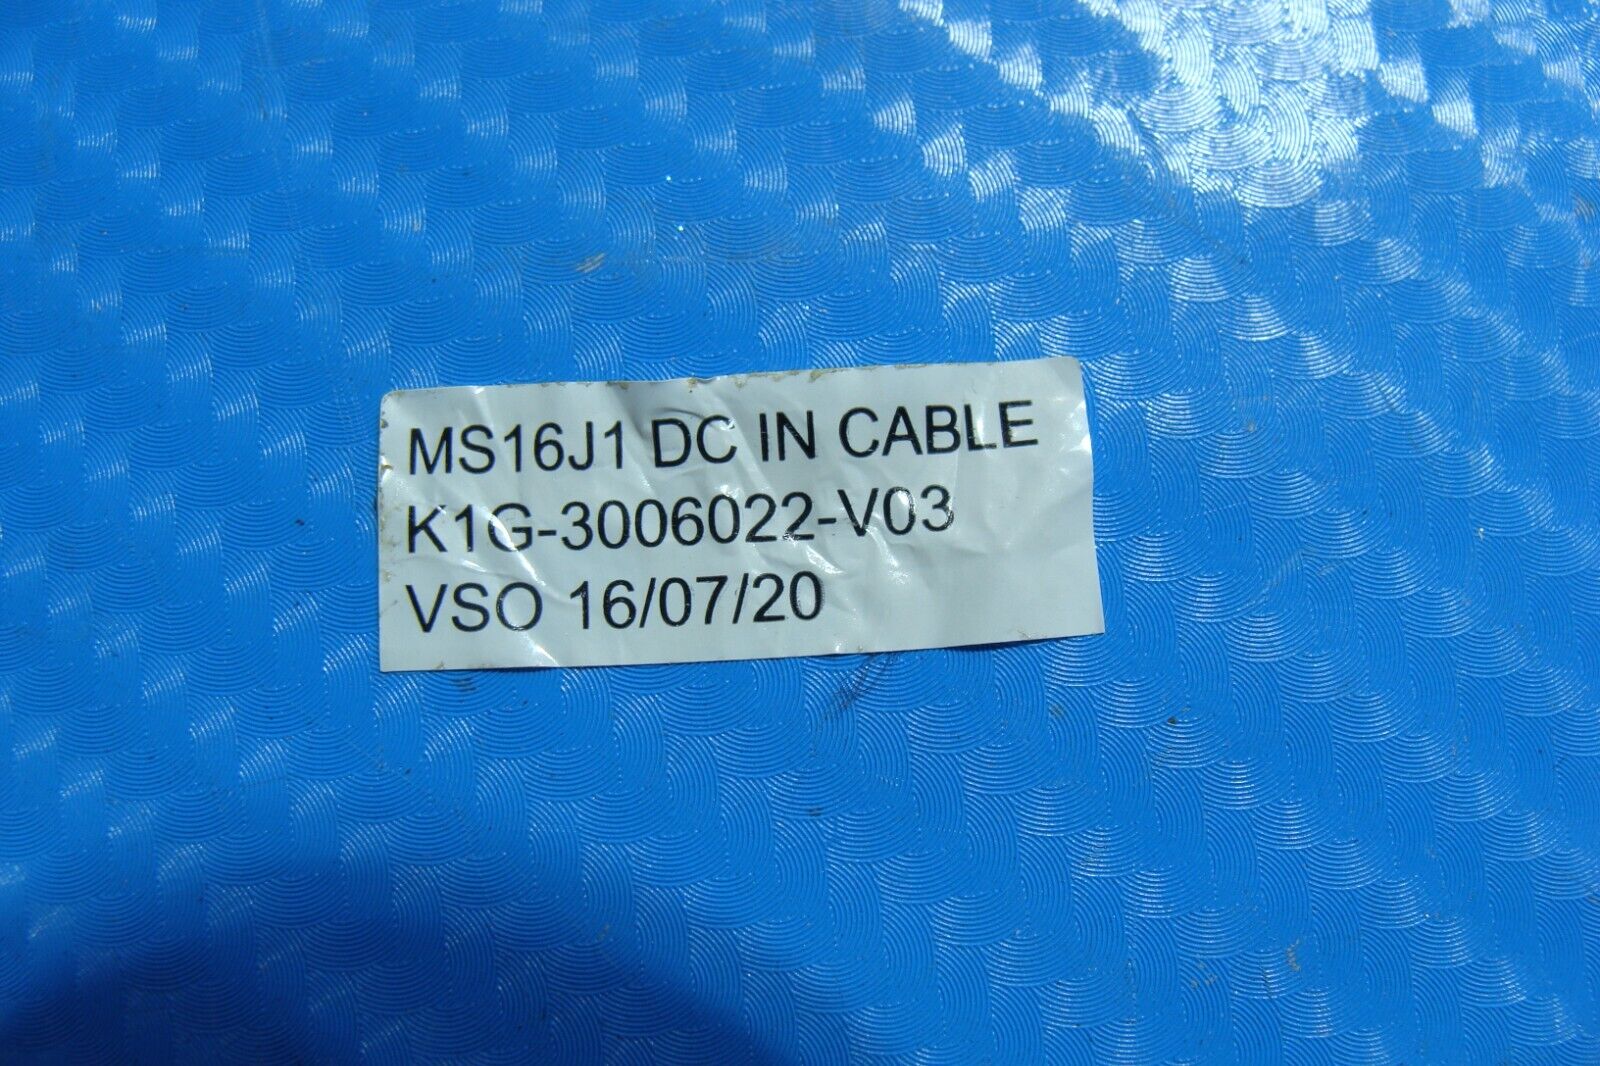 MS16J1 DC IN CABLE
K1G-3006022-V03
VSO 16/07/20